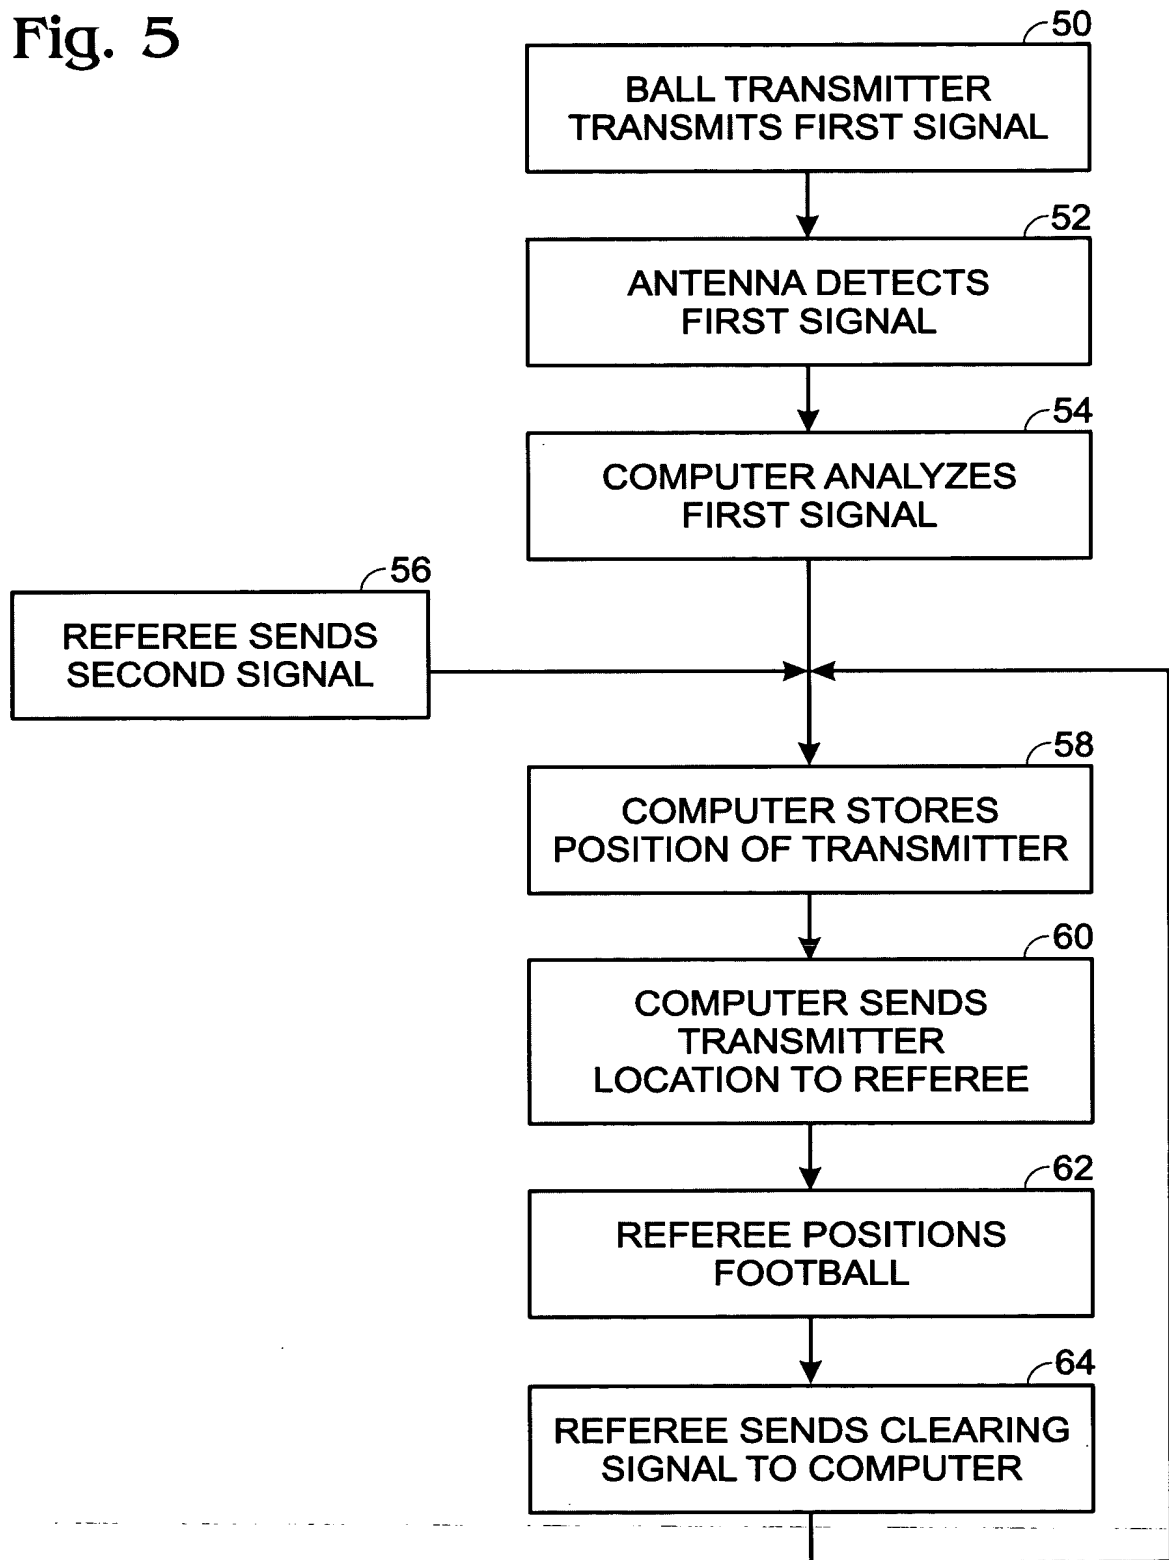 Fig. 5
50
BALL TRANSMITTER
TRANSMITS FIRST SIGNAL
52
ANTENNA DETECTS
FIRST SIGNAL
54
COMPUTER ANALYZES
FIRST SIGNAL
56
REFEREE SENDS
SECOND SIGNAL
58
COMPUTER STORES
POSITION OF TRANSMITTER
60
COMPUTER SENDS
TRANSMITTER
LOCATION TO REFEREE
62
REFEREE POSITIONS
FOOTBALL
64
REFEREE SENDS CLEARING
SIGNAL TO COMPUTER